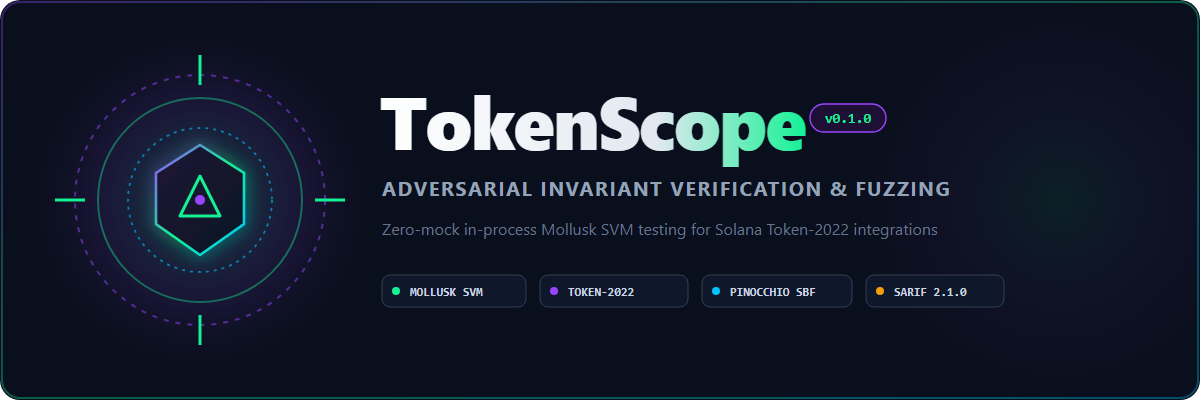 TokenScope v0.1.0
ADVERSARIAL INVARIANT VERIFICATION & FUZZING
Zero-mock in-process Mollusk SVM testing for Solana Token-2022 integrations
MOLLUSK SVM TOKEN-2022 PINOCCHIO SBF SARIF 2.1.0